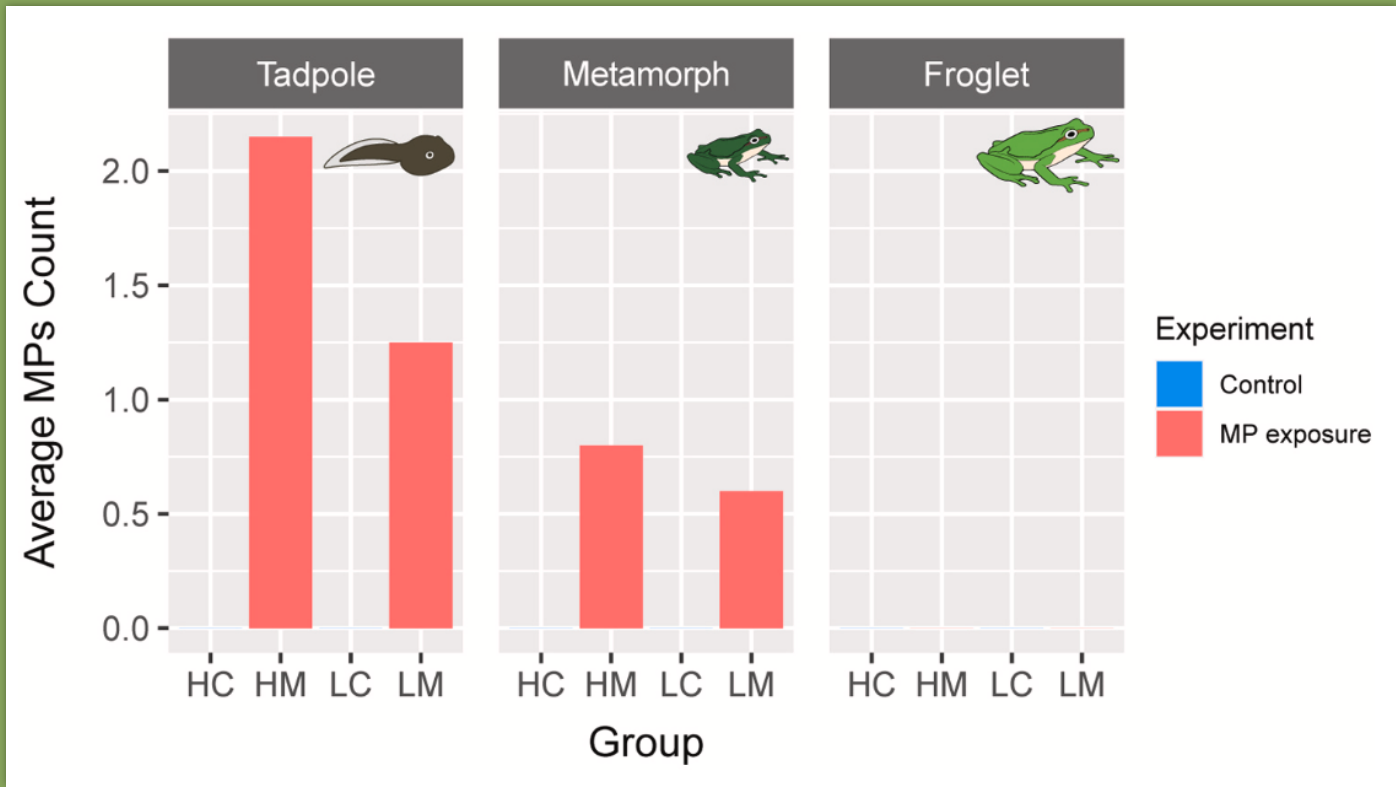 Tadpole Metamorph Froglet
Average MPs Count
2.0
1.5
1.0
0.5
0.0
HC HM LC LM HC HM LC LM HC HM LC LM
Group
Experiment
Control
MP exposure